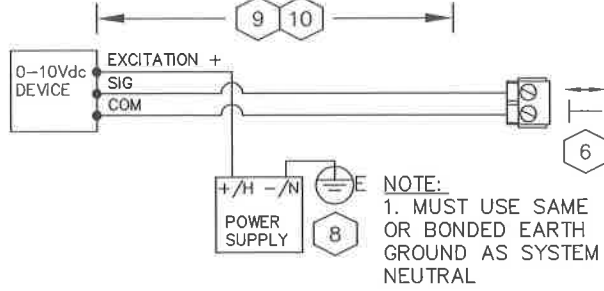 9 10
EXCITATION +
0-10Vdc
DEVICE
SIG
COM
6
+/H -/N
E
POWER
SUPPLY
8
NOTE:
1. MUST USE SAME
OR BONDED EARTH
GROUND AS SYSTEM
NEUTRAL